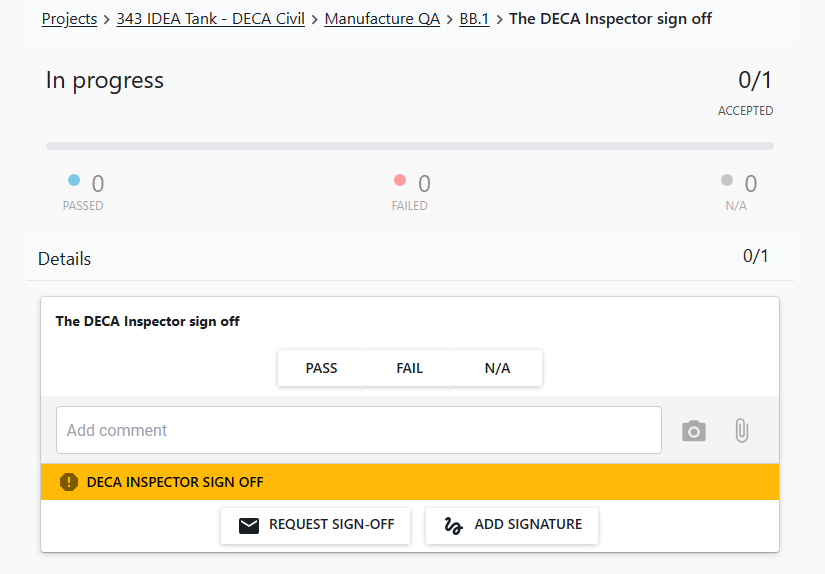 Projects > 343 IDEA Tank - DECA Civil > Manufacture QA > BB.1 > The DECA Inspector sign off
In progress 0/1
ACCEPTED
0 0 0
PASSED FAILED N/A
Details 0/1
The DECA Inspector sign off
PASS FAIL N/A
Add comment
DECA INSPECTOR SIGN OFF
REQUEST SIGN-OFF ADD SIGNATURE